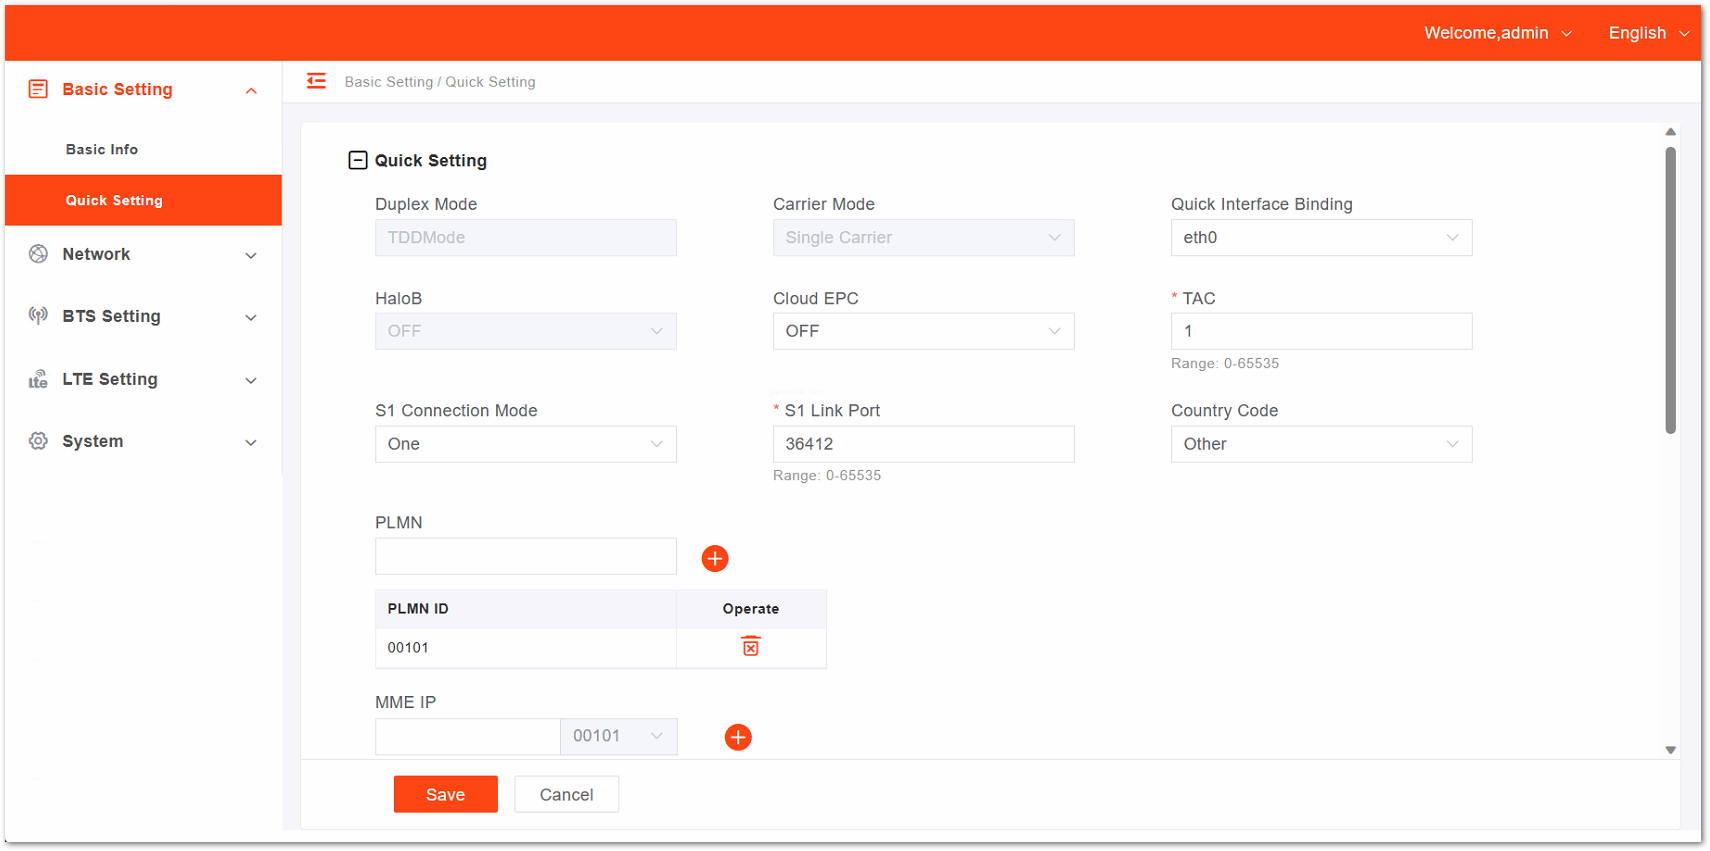 Welcome,admin
English
Basic Setting
Basic Info
Quick Setting
Network
BTS Setting
LTE Setting
System
Basic Setting / Quick Setting
Quick Setting
Duplex Mode
TDDMode
Carrier Mode
Single Carrier
Quick Interface Binding
eth0
HaloB
OFF
Cloud EPC
OFF
* TAC
1
Range: 0-65535
S1 Connection Mode
One
* S1 Link Port
36412
Range: 0-65535
Country Code
Other
PLMN
PLMN ID
Operate
00101
MME IP
00101
Save
Cancel